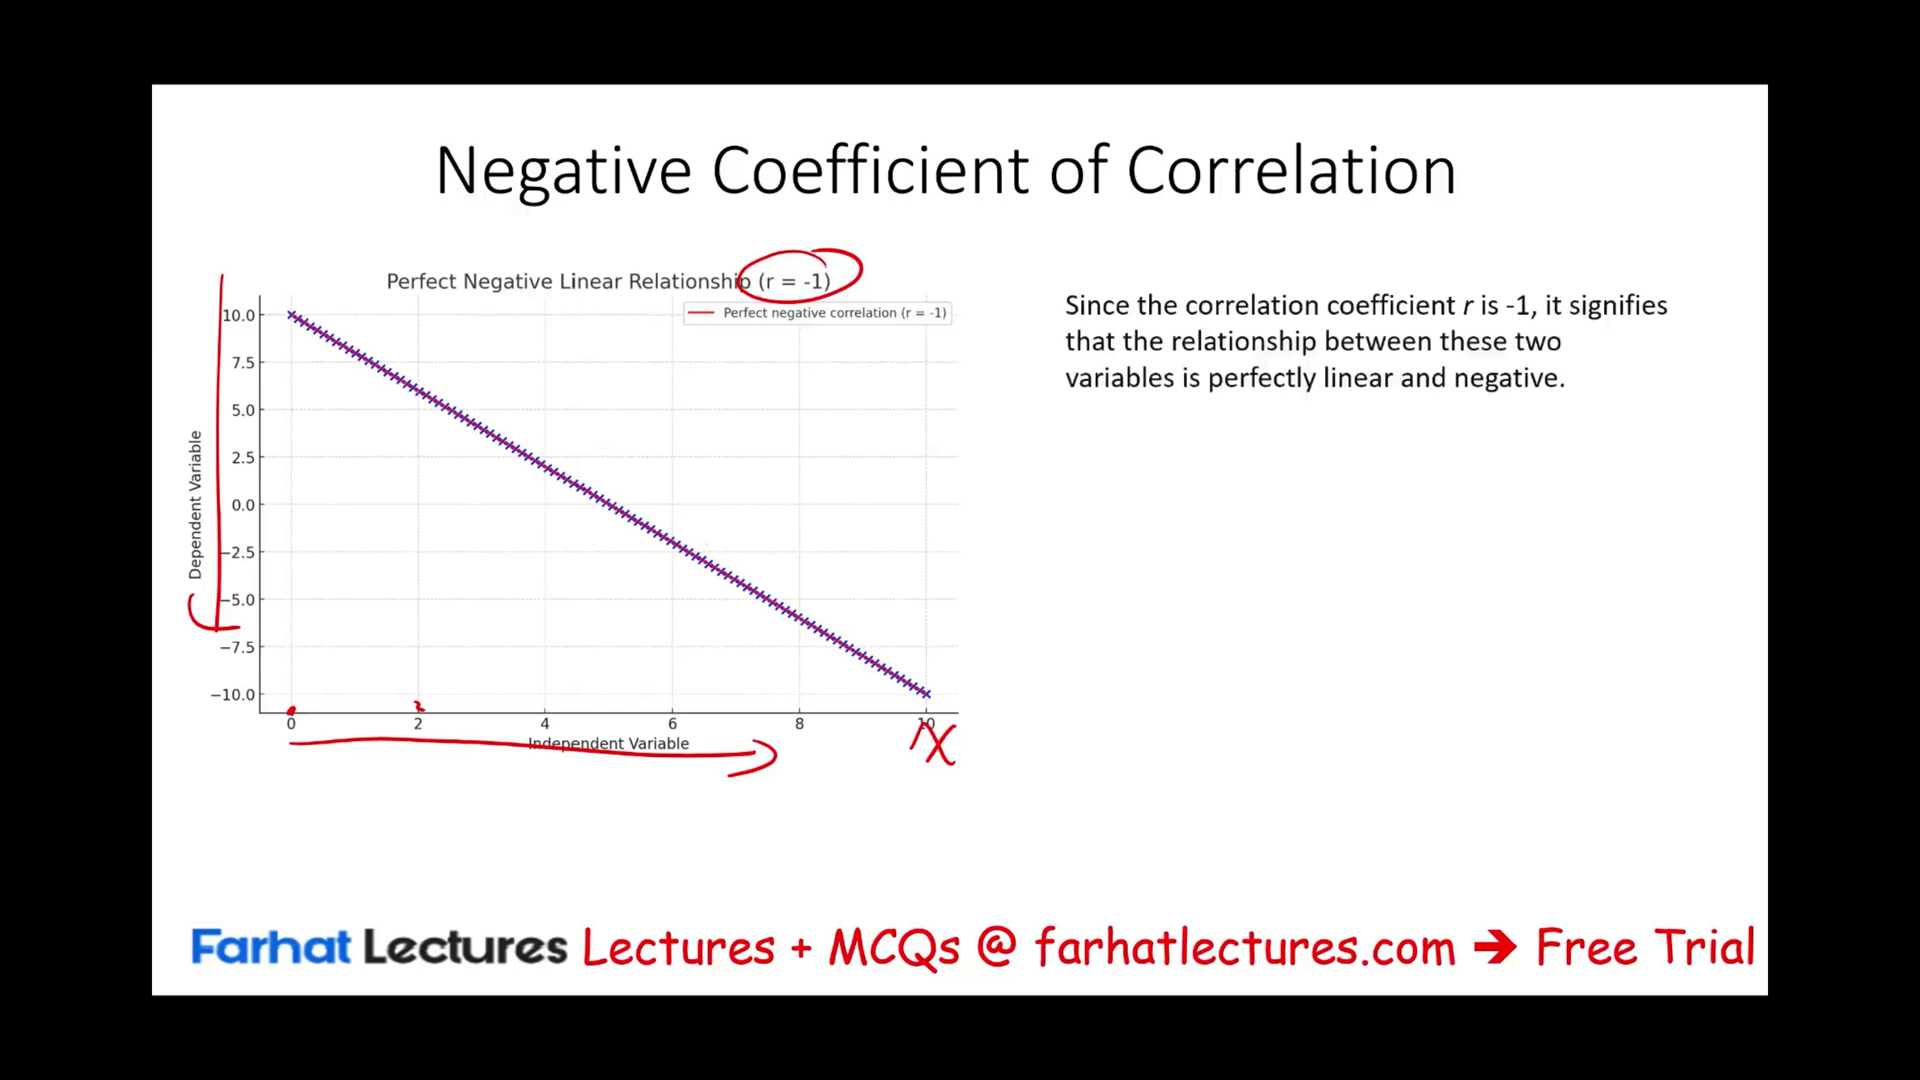 Negative Coefficient of Correlation
Perfect Negative Linear Relationship (r = -1)
Perfect negative correlation (r = -1)
Since the correlation coefficient r is -1, it signifies
that the relationship between these two
variables is perfectly linear and negative.
Dependent Variable
10.0
7.5
5.0
2.5
0.0
−2.5
−5.0
−7.5
−10.0
0 2 4 6 8 10
Independent Variable
X
Farhat Lectures Lectures + MCQs @ farhatlectures.com ➔ Free Trial